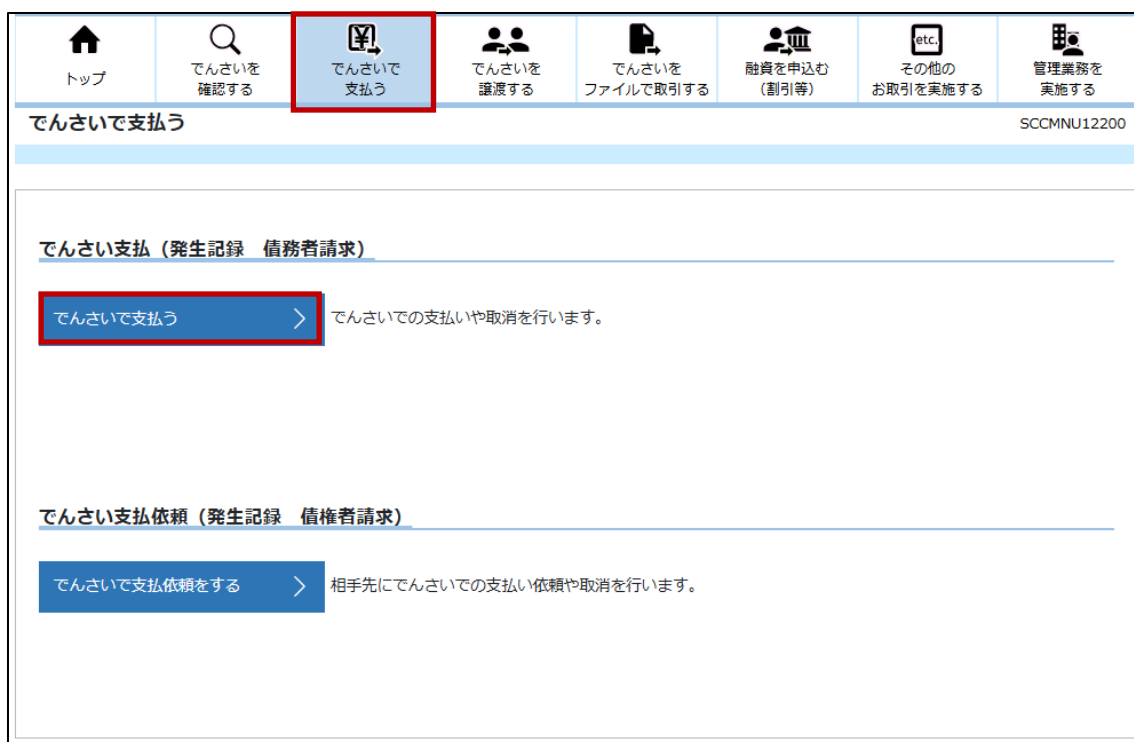 トップ
でんさいを
確認する
でんさいで
支払う
でんさいを
譲渡する
でんさいを
ファイルで取引する
融資を申込む
(割引等)
etc.
その他の
お取引を実施する
管理業務を
実施する
でんさいで支払う
SCCMNU12200
でんさい支払（発生記録　債務者請求）
でんさいで支払う
でんさいでの支払いや取消を行います。
でんさい支払依頼（発生記録　債権者請求）
でんさいで支払依頼をする
相手先にでんさいでの支払い依頼や取消を行います。